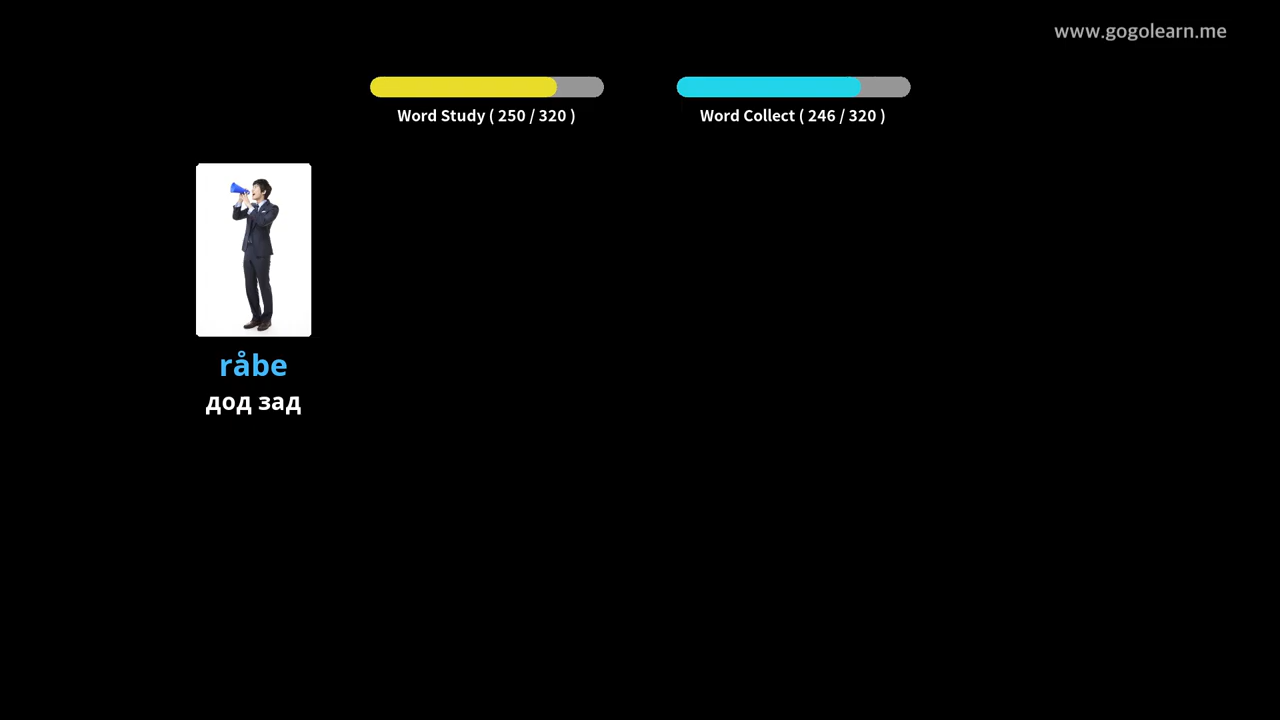 www.gogolearn.me
Word Study ( 250 / 320 )
Word Collect ( 246 / 320 )
råbe
дод зад